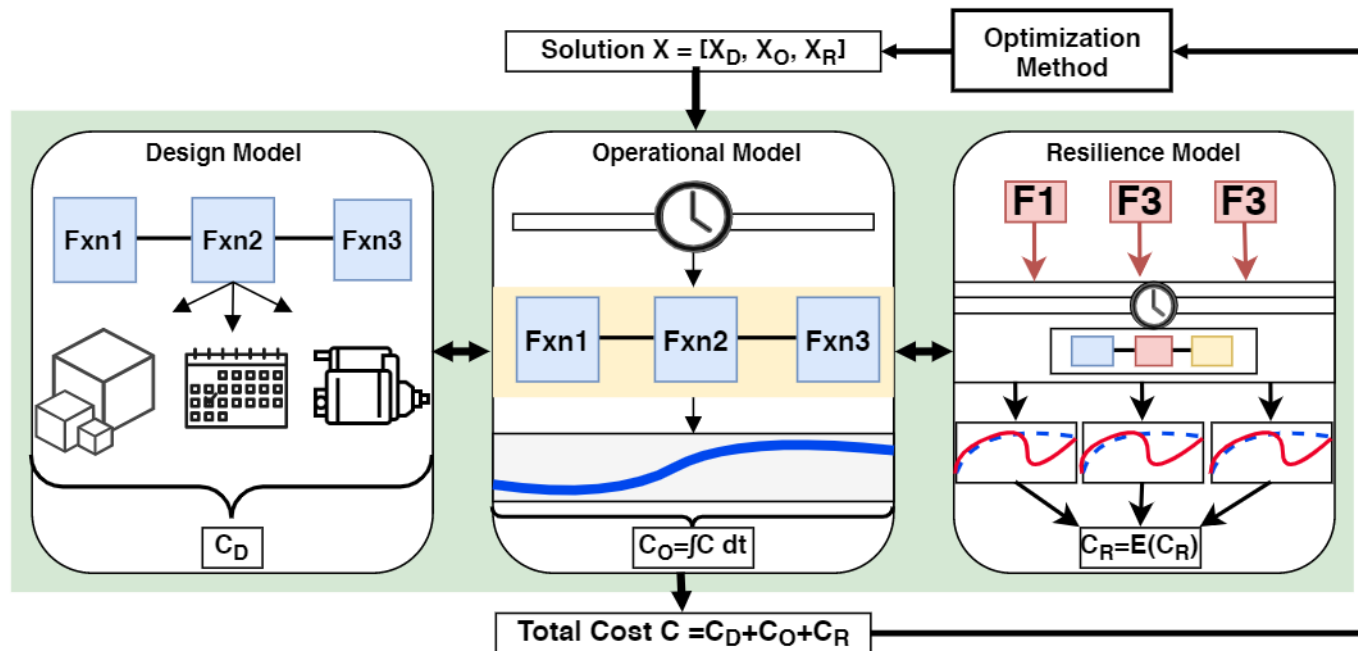 Solution X = [X_D, X_O, X_R]
Optimization
Method
Design Model
Fxn1
Fxn2
Fxn3
C_D
Operational Model
Fxn1
Fxn2
Fxn3
C_O=∫C dt
Resilience Model
F1
F3
F3
C_R=E(C_R)
Total Cost C =C_D+C_O+C_R